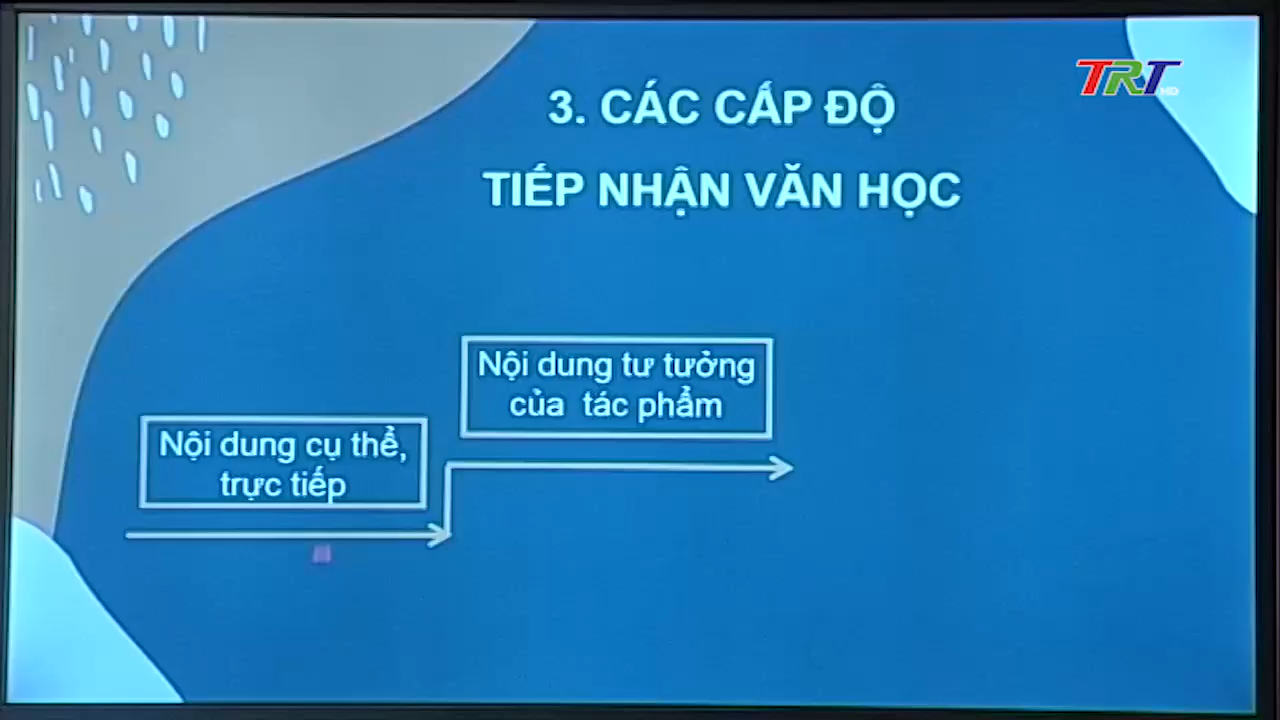 TRT
HD
3. CÁC CẤP ĐỘ
TIẾP NHẬN VĂN HỌC
Nội dung tư tưởng
của tác phẩm
Nội dung cụ thể,
trực tiếp